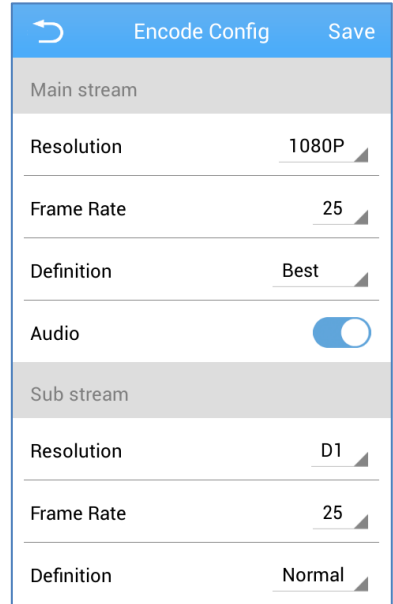 Encode Config Save
Main stream
Resolution 1080P
Frame Rate 25
Definition Best
Audio
Sub stream
Resolution D1
Frame Rate 25
Definition Normal